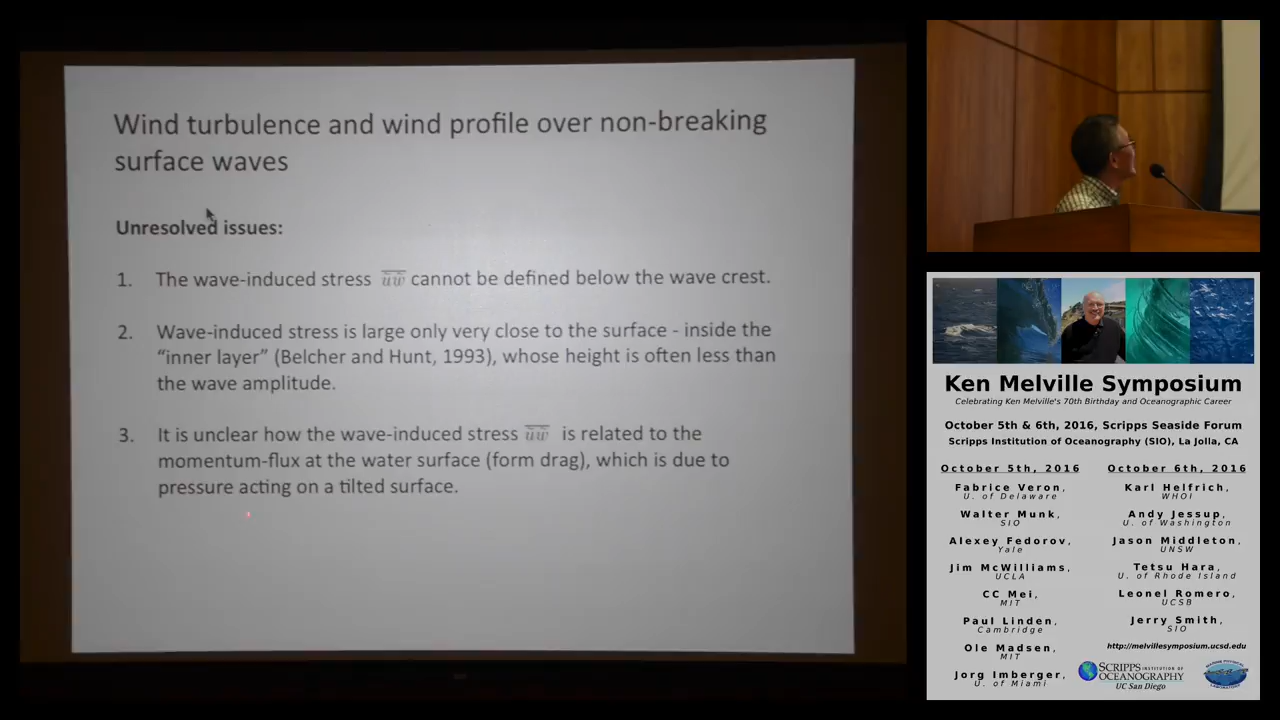 Wind turbulence and wind profile over non-breaking
surface waves
Unresolved issues:
1. The wave-induced stress ũw̃ cannot be defined below the wave crest.
2. Wave-induced stress is large only very close to the surface - inside the
"inner layer" (Belcher and Hunt, 1993), whose height is often less than
the wave amplitude.
3. It is unclear how the wave-induced stress ũw̃ is related to the
momentum-flux at the water surface (form drag), which is due to
pressure acting on a tilted surface.
Ken Melville Symposium
Celebrating Ken Melville's 70th Birthday and Oceanographic Career
October 5th & 6th, 2016, Scripps Seaside Forum
Scripps Institution of Oceanography (SIO), La Jolla, CA
October 5th, 2016
Fabrice Veron,
U. of Delaware
Walter Munk,
SIO
Alexey Fedorov,
Yale
Jim McWilliams,
UCLA
CC Mei,
MIT
Paul Linden,
Cambridge
Ole Madsen,
MIT
Jorg Imberger,
U. of Miami
October 6th, 2016
Karl Helfrich,
WHOI
Andy Jessup,
U. of Washington
Jason Middleton,
UNSW
Tetsu Hara,
U. of Rhode Island
Leonel Romero,
UCSB
Jerry Smith,
SIO
http://melvillesymposium.ucsd.edu
SCRIPPS INSTITUTION OF
OCEANOGRAPHY
UC San Diego